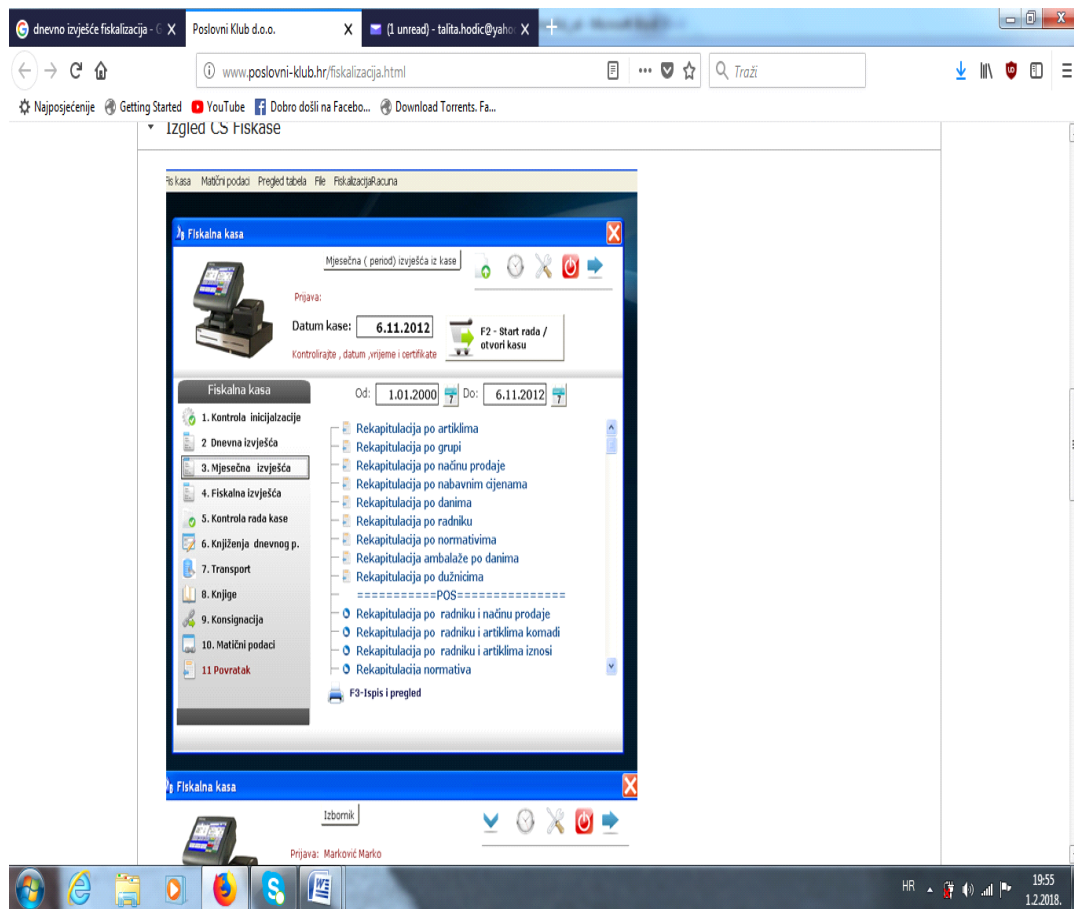 dnevno izvješće fiskalizacija - G X
Poslovni Klub d.o.o. X
(1 unread) - talita.hodic@yaho X
www.poslovni-klub.hr/fiskalizacija.html
Traži
Najposjećenije Getting Started YouTube Dobro došli na Facebo... Download Torrents. Fa...
Izgled CS Fiskase
Fis kasa Matični podaci Pregled tabela File FiskalizacijaRacuna
Fiskalna kasa
Mjesečna ( period) izvješća iz kase
Prijava:
Datum kase: 6.11.2012
F2 - Start rada /
otvori kasu
Kontrolirajte , datum ,vrijeme i certifikate
Fiskalna kasa
Od: 1.01.2000 7 Do: 6.11.2012 7
1. Kontrola inicijalzacije
2 Dnevna izvješća
3. Mjesečna izvješća
4. Fiskalna izvješća
5. Kontrola rada kase
6. Knjiženja dnevnog p.
7. Transport
8. Knjige
9. Konsignacija
10. Matični podaci
11 Povratak
Rekapitulacija po artiklima
Rekapitulacija po grupi
Rekapitulacija po načinu prodaje
Rekapitulacija po nabavnim cijenama
Rekapitulacija po danima
Rekapitulacija po radniku
Rekapitulacija po normativima
Rekapitulacija ambalaže po danima
Rekapitulacija po dužnicima
===========POS===============
Rekapitulacija po radniku i načinu prodaje
Rekapitulacija po radniku i artiklima komadi
Rekapitulacija po radniku i artiklima iznosi
Rekapitulacija normativa
F3-Ispis i pregled
Fiskalna kasa
Izbornik
Prijava: Marković Marko
HR
19:55
1.2.2018.